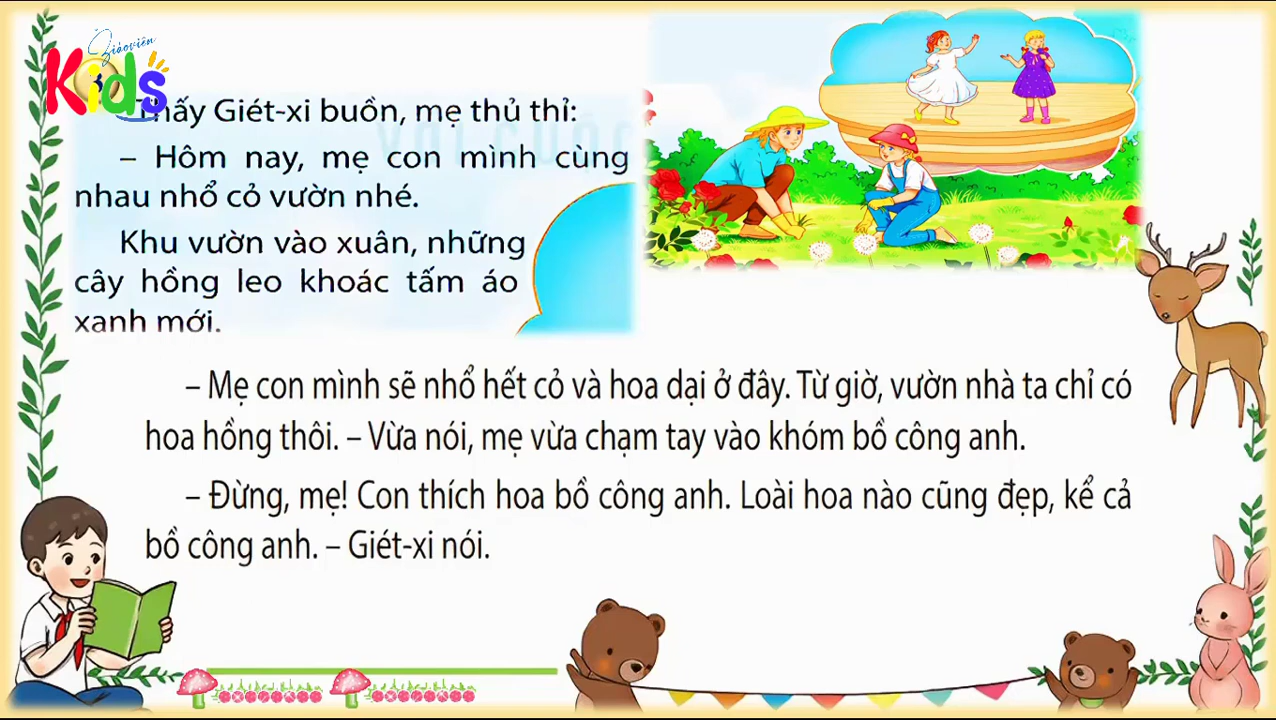 Giáo viên
Kids
Thấy Giét-xi buồn, mẹ thủ thỉ:
– Hôm nay, mẹ con mình cùng
nhau nhổ cỏ vườn nhé.
Khu vườn vào xuân, những
cây hồng leo khoác tấm áo
xanh mới.
– Mẹ con mình sẽ nhổ hết cỏ và hoa dại ở đây. Từ giờ, vườn nhà ta chỉ có
hoa hồng thôi. – Vừa nói, mẹ vừa chạm tay vào khóm bồ công anh.
– Đừng, mẹ! Con thích hoa bồ công anh. Loài hoa nào cũng đẹp, kể cả
bồ công anh. – Giét-xi nói.